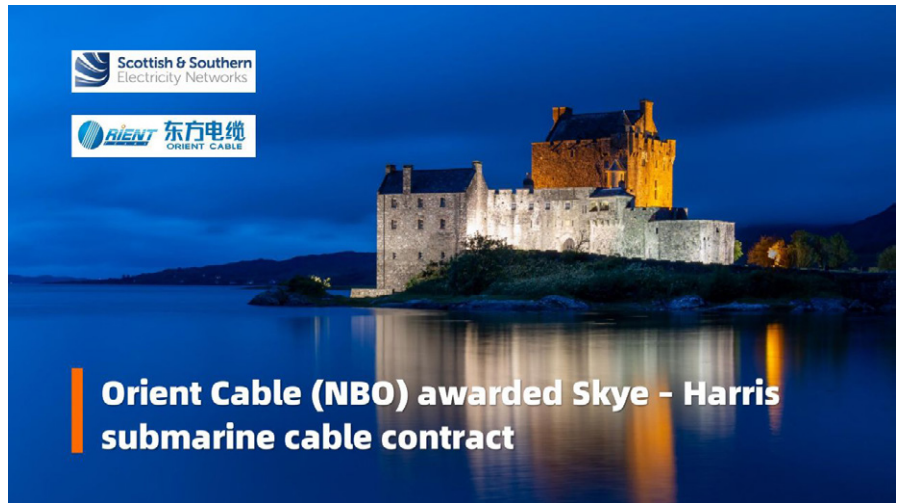 Scottish & Southern
Electricity Networks
ORIENT 东方电缆
ORIENT CABLE
Orient Cable (NBO) awarded Skye – Harris
submarine cable contract